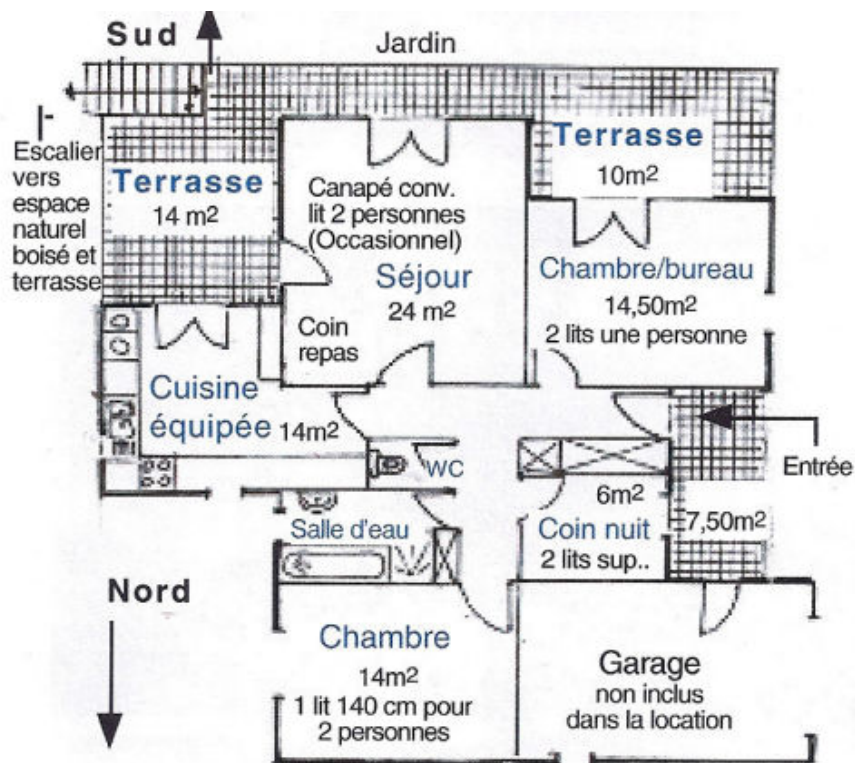 Sud
Jardin
Escalier
vers
espace
naturel
boisé et
terrasse
Terrasse
14 m2
Canapé conv.
lit 2 personnes
(Occasionnel)
Séjour
24 m2
Coin
repas
Terrasse
10m2
Chambre/bureau
14,50m2
2 lits une personne
Cuisine
équipée 14m2
WC
Entrée
6m2
Coin nuit
2 lits sup..
7,50m2
Salle d'eau
Nord
Chambre
14m2
1 lit 140 cm pour
2 personnes
Garage
non inclus
dans la location